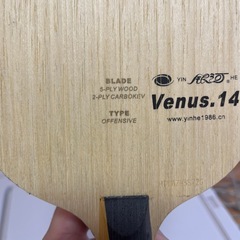 BLADE
5-PLY WOOD
2-PLY CARBOKEV
TYPE
OFFENSIVE
YIN HE
Venus.14
www.yinhe1986.cn